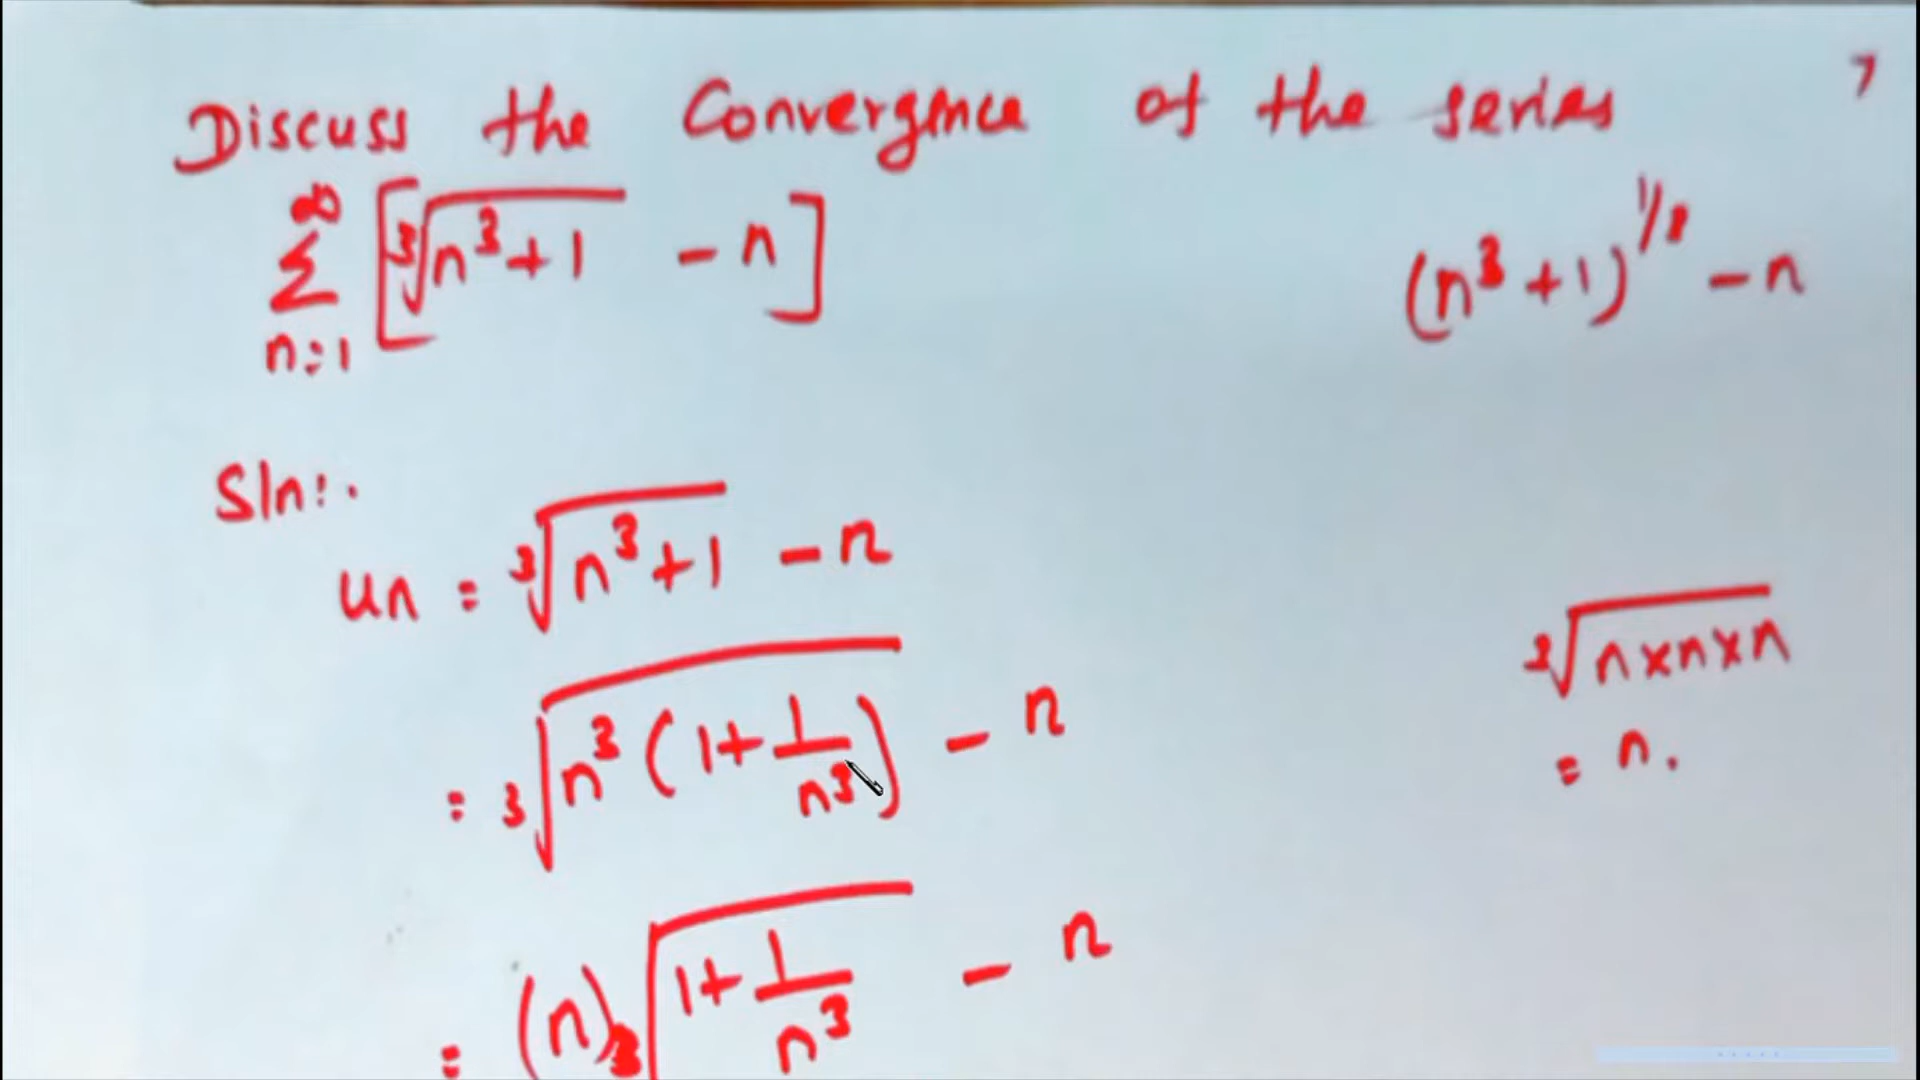 Discuss the Convergence of the series 7
∞
Σ [∛(n³+1) - n]
n=1
(n³+1)^1/3 - n
Sln:.
un = ∛(n³+1) - n
= ∛(n³(1+1/n³)) - n
∛(n×n×n)
= n.
= (n)∛(1+1/n³) - n